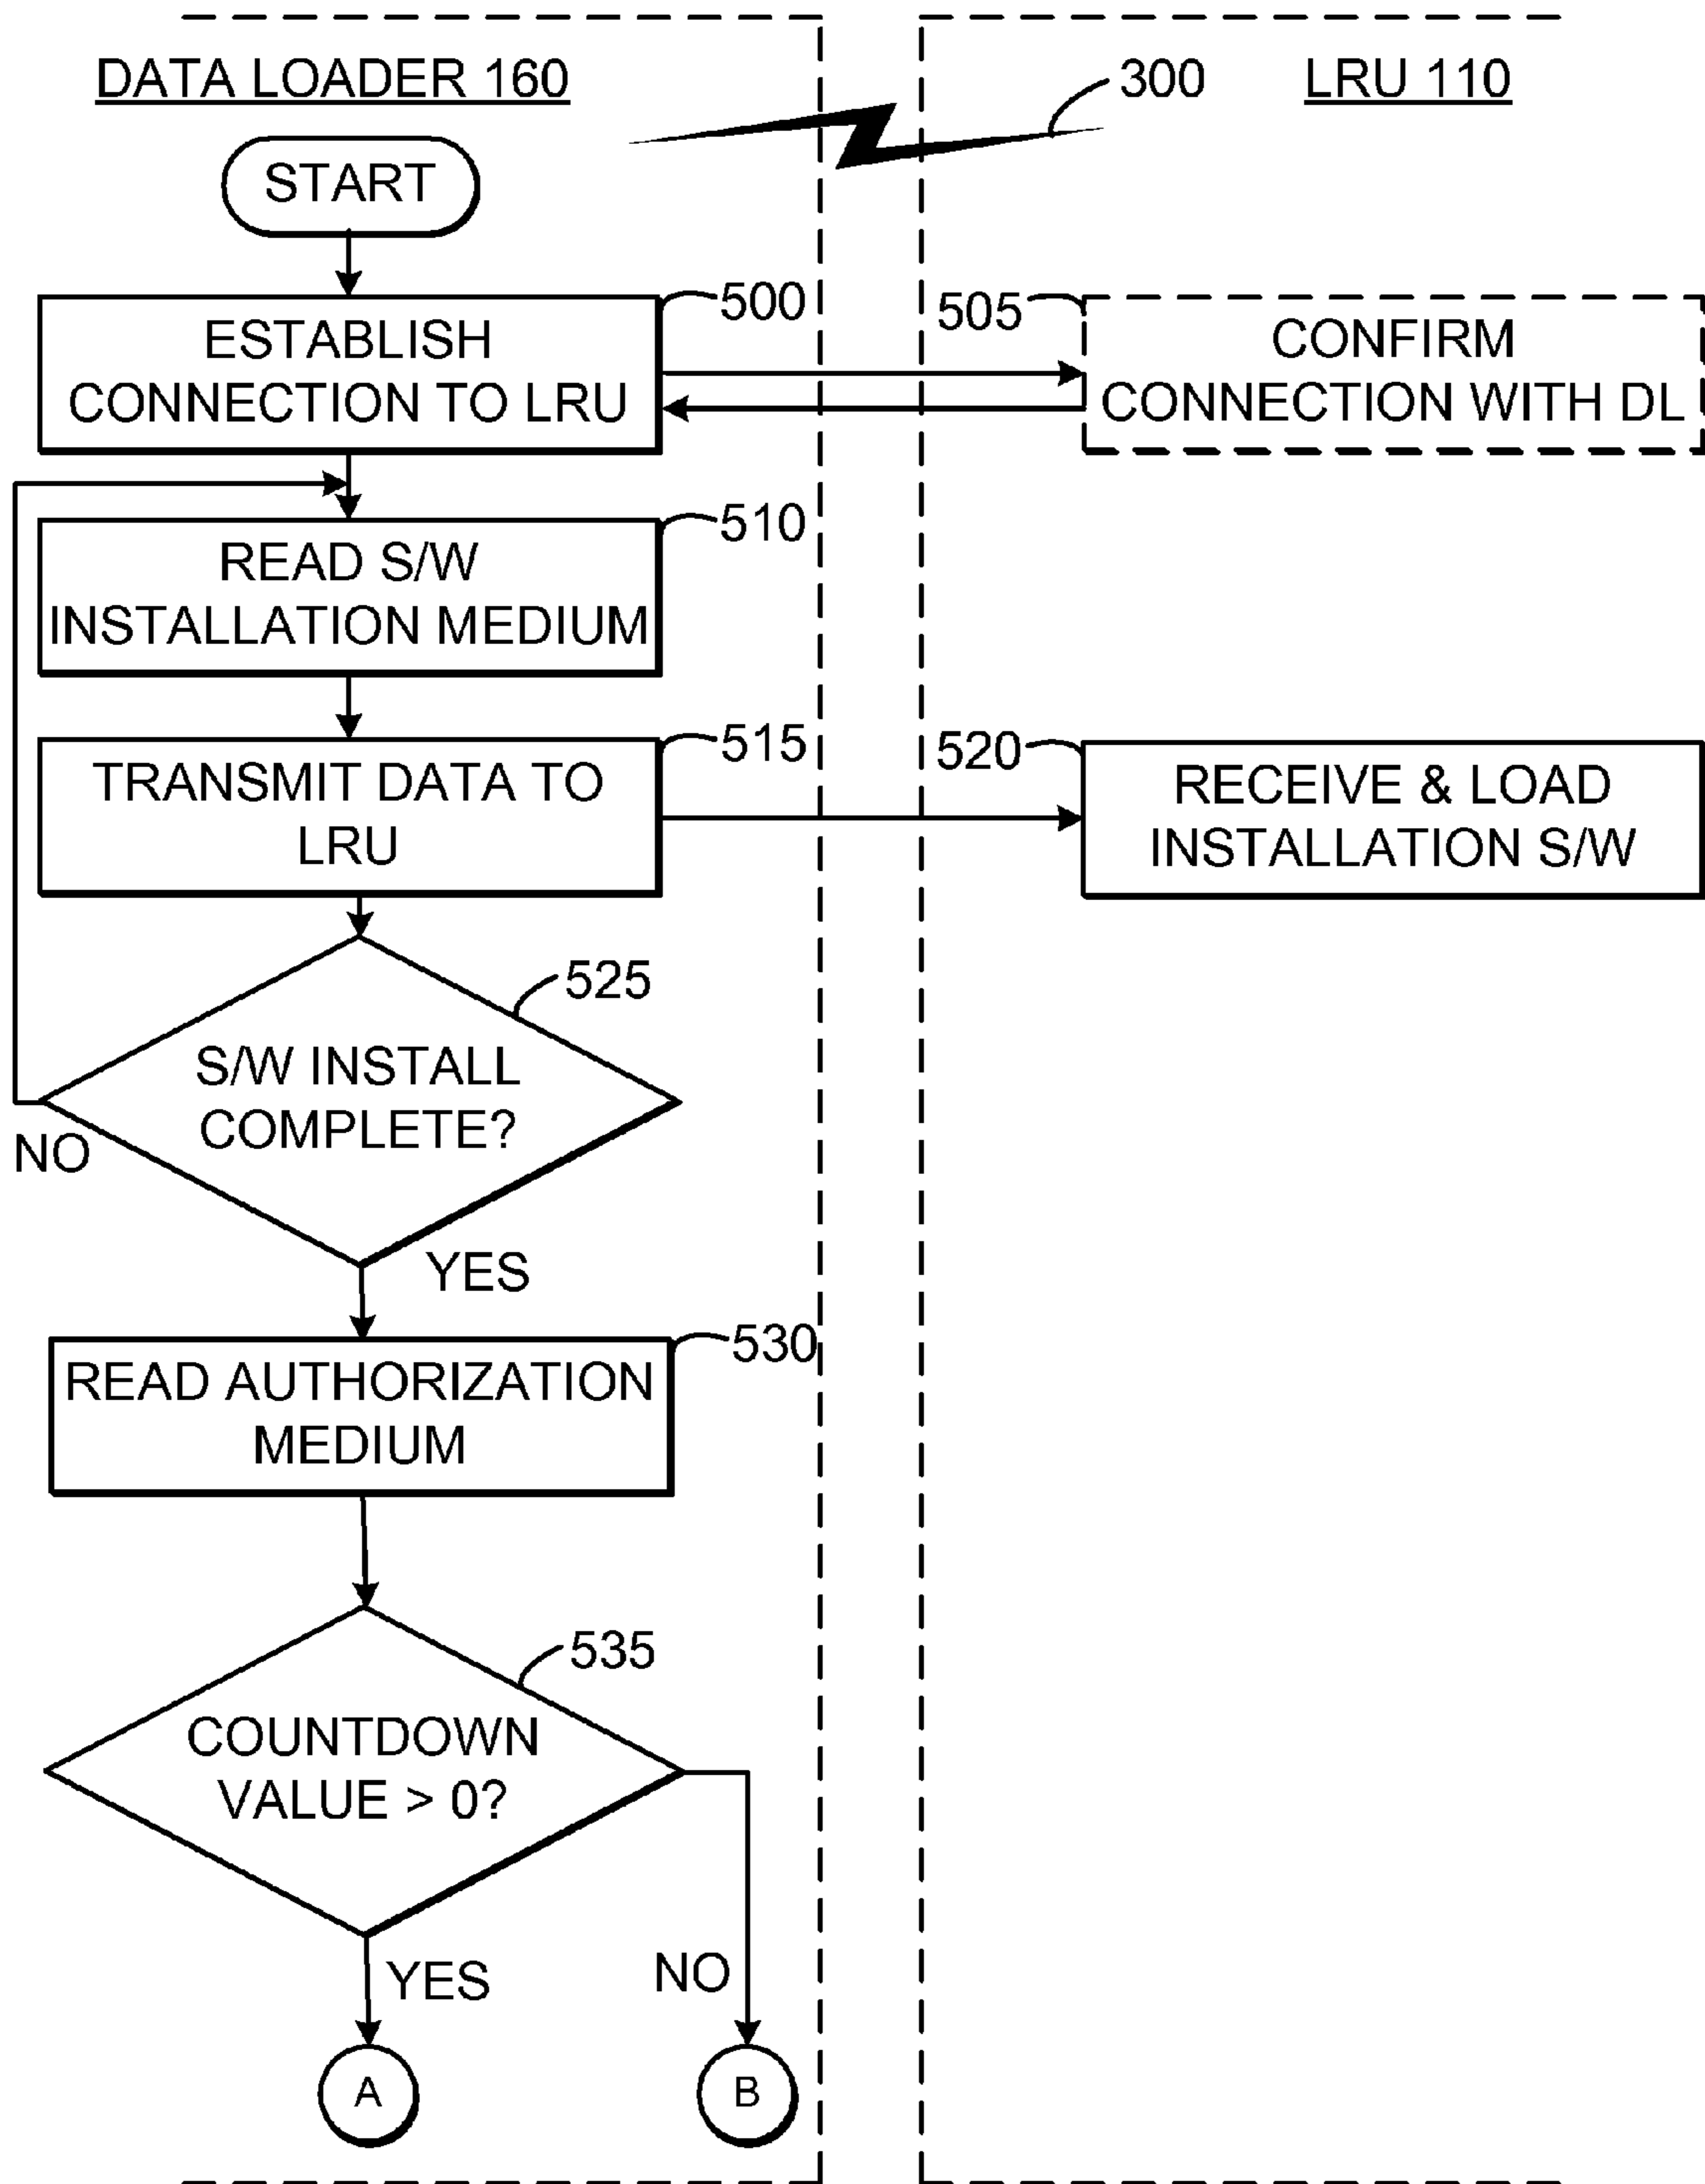 DATA LOADER 160
300
LRU 110
START
500
ESTABLISH
CONNECTION TO LRU
505
CONFIRM
CONNECTION WITH DL
510
READ S/W
INSTALLATION MEDIUM
515
TRANSMIT DATA TO
LRU
520
RECEIVE & LOAD
INSTALLATION S/W
525
S/W INSTALL
COMPLETE?
NO
YES
530
READ AUTHORIZATION
MEDIUM
535
COUNTDOWN
VALUE > 0?
YES
NO
A
B